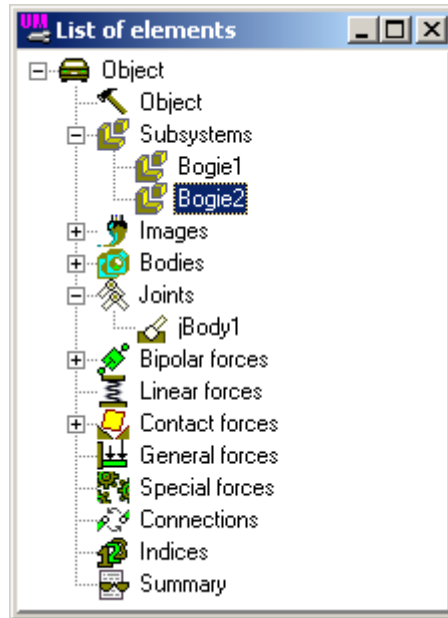 UM List of elements
Object
Object
Subsystems
Bogie1
Bogie2
Images
Bodies
Joints
jBody1
Bipolar forces
Linear forces
Contact forces
General forces
Special forces
Connections
Indices
Summary